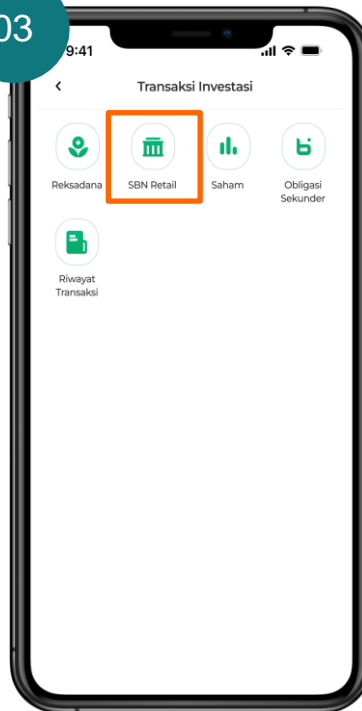 03
9:41
Transaksi Investasi
Reksadana
SBN Retail
Saham
Obligasi
Sekunder
Riwayat
Transaksi